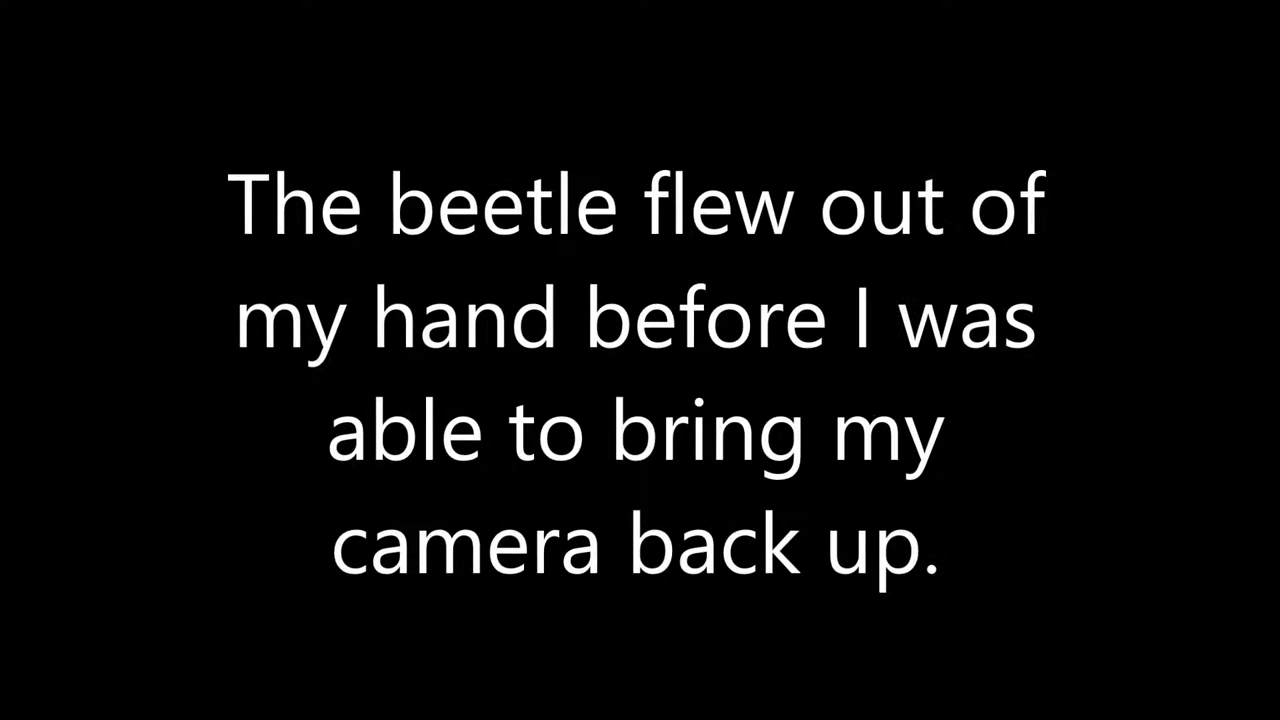 The beetle flew out of
my hand before I was
able to bring my
camera back up.